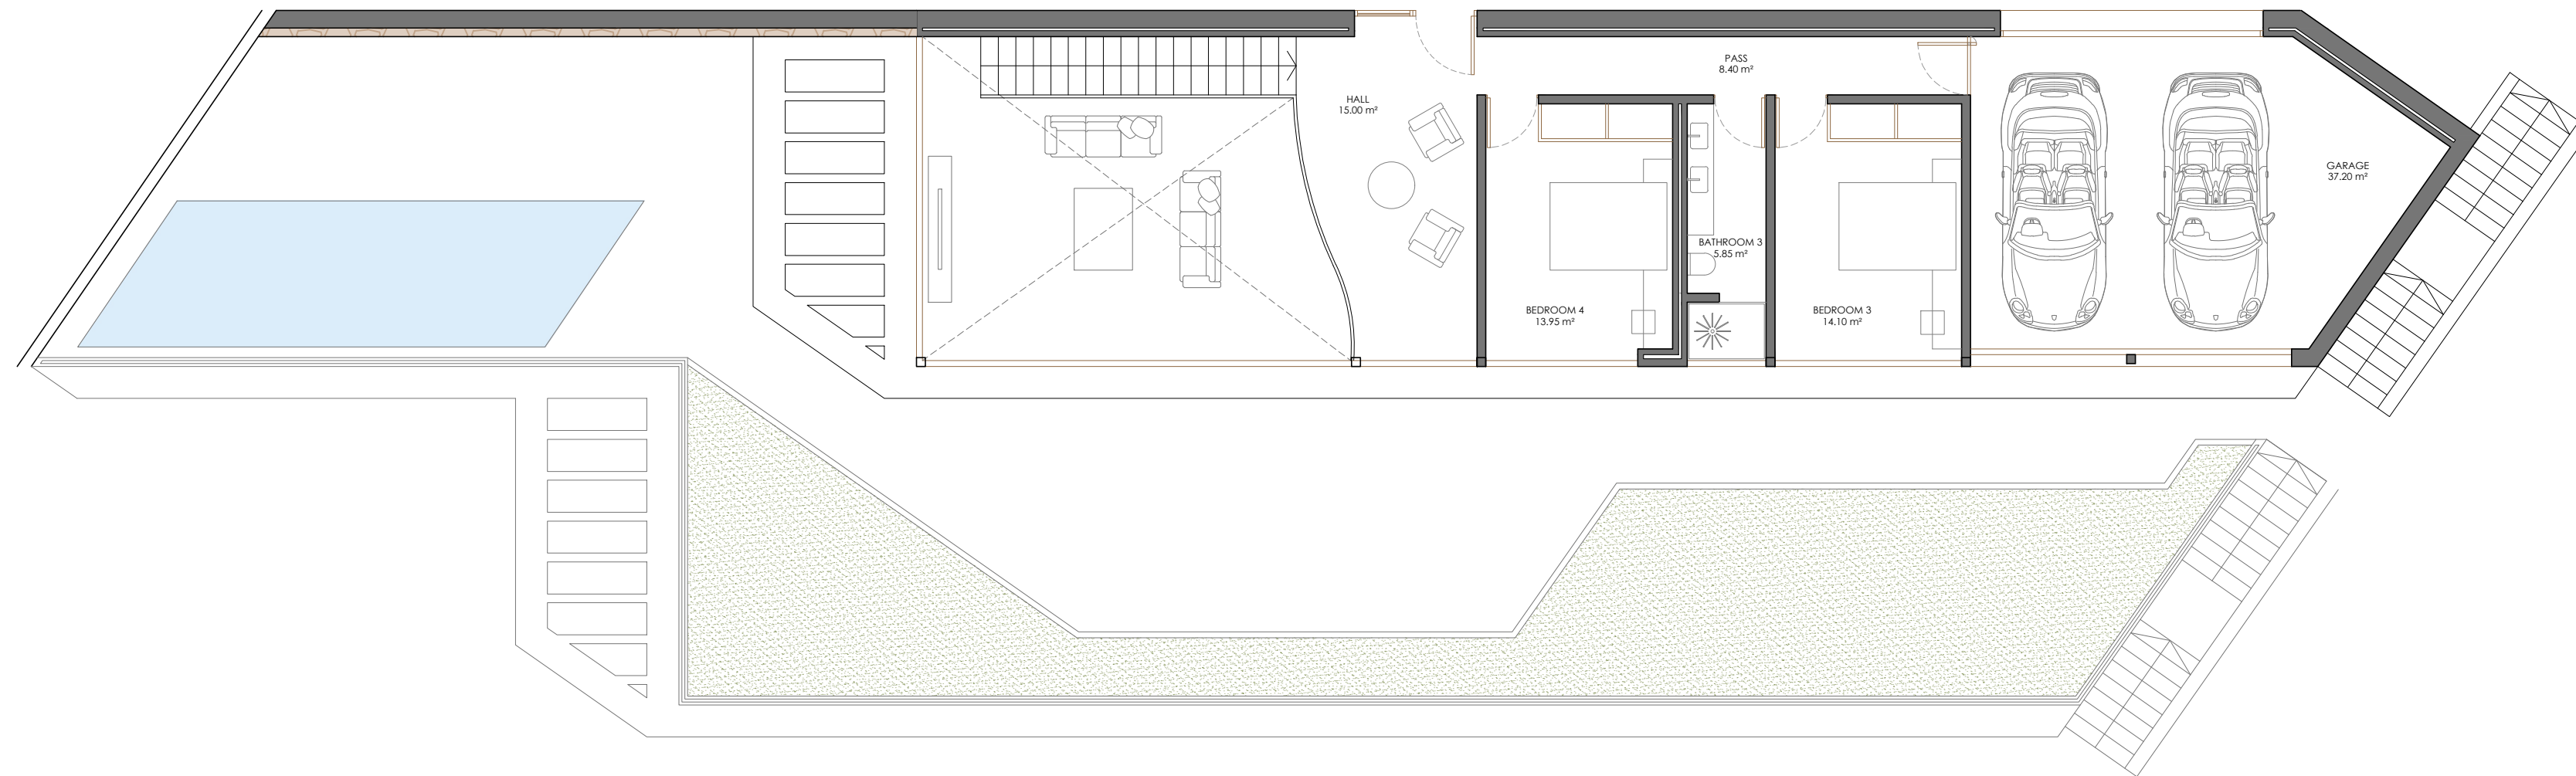 PASS
8.40 m²
HALL
15.00 m²
GARAGE
37.20 m²
BATHROOM 3
5.85 m²
BEDROOM 4
13.95 m²
BEDROOM 3
14.10 m²